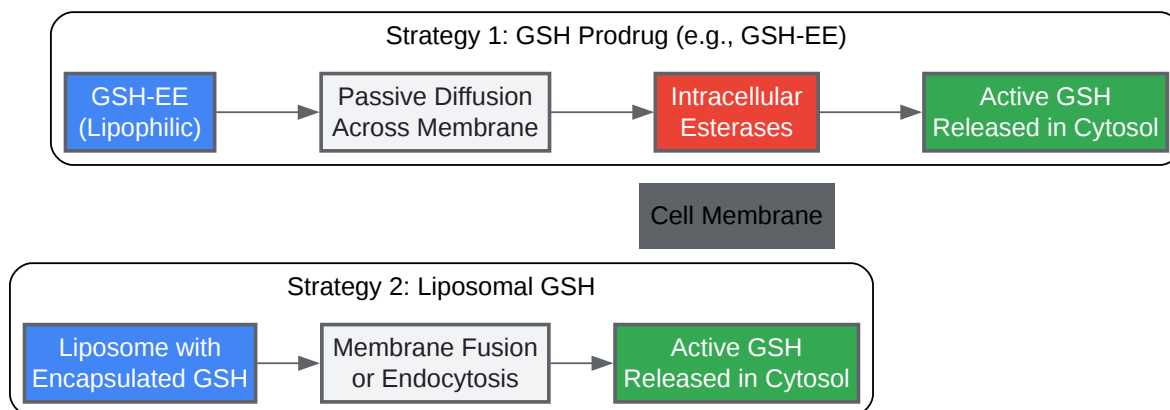 Strategy 1: GSH Prodrug (e.g., GSH-EE)
GSH-EE
(Lipophilic)
Passive Diffusion
Across Membrane
Intracellular
Esterases
Active GSH
Released in Cytosol
Cell Membrane
Strategy 2: Liposomal GSH
Liposome with
Encapsulated GSH
Membrane Fusion
or Endocytosis
Active GSH
Released in Cytosol